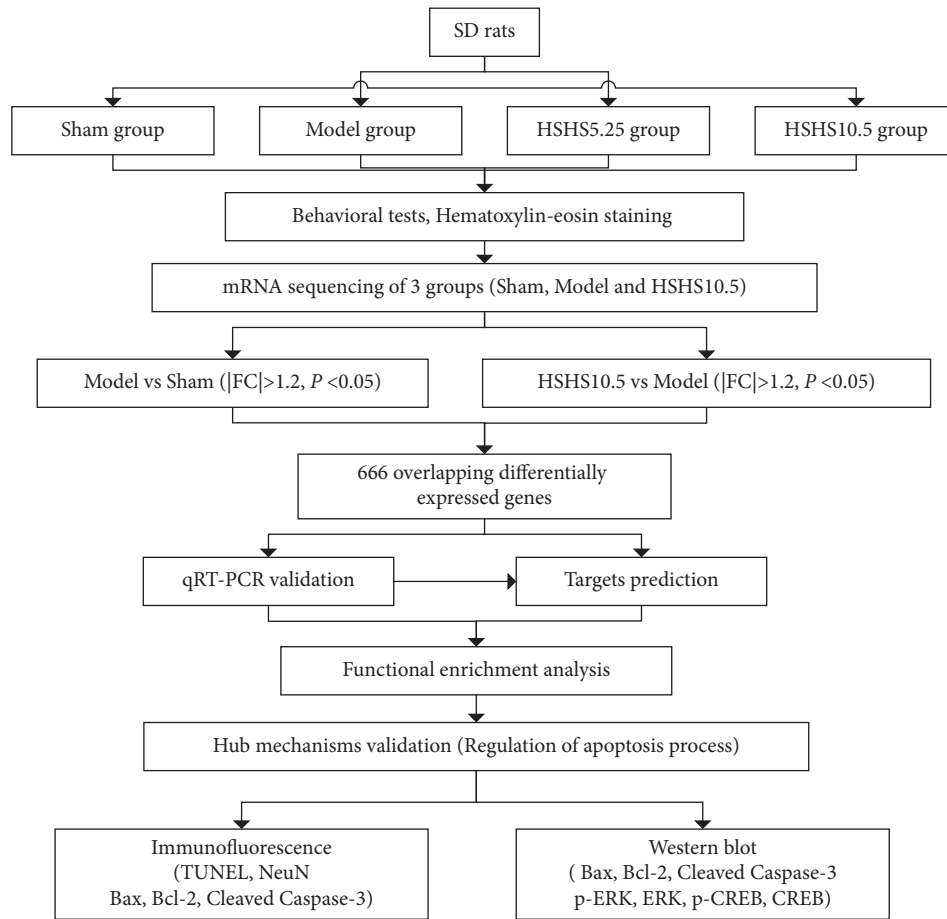 SD rats
Sham group
Model group
HSHS5.25 group
HSHS10.5 group
Behavioral tests, Hematoxylin-eosin staining
mRNA sequencing of 3 groups (Sham, Model and HSHS10.5)
Model vs Sham (|FC|>1.2, P <0.05)
HSHS10.5 vs Model (|FC|>1.2, P <0.05)
666 overlapping differentially
expressed genes
qRT-PCR validation
Targets prediction
Functional enrichment analysis
Hub mechanisms validation (Regulation of apoptosis process)
Immunofluorescence
(TUNEL, NeuN
Bax, Bcl-2, Cleaved Caspase-3)
Western blot
( Bax, Bcl-2, Cleaved Caspase-3
p-ERK, ERK, p-CREB, CREB)